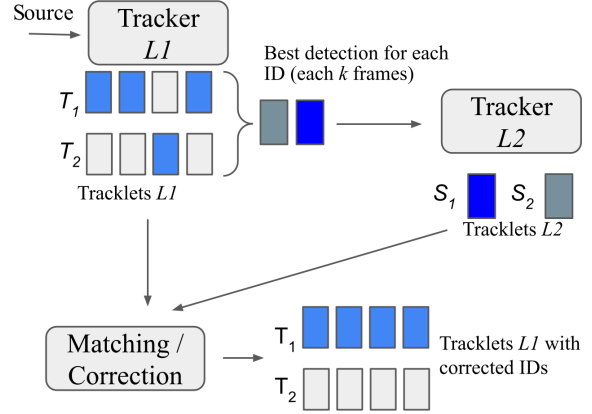 Source
Tracker
L1
Best detection for each
ID (each k frames)
T1
T2
Tracklets L1
Tracker
L2
S1
S2
Tracklets L2
Matching /
Correction
T1
T2
Tracklets L1 with
corrected IDs